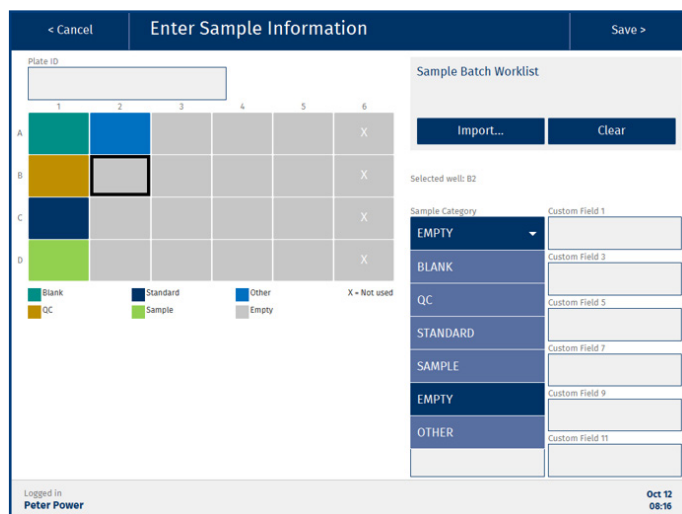 < Cancel
Enter Sample Information
Save >
Plate ID
1 2 3 4 5 6
A X
B X
C X
D X
Blank
Standard
Other
X = Not used
QC
Sample
Empty
Sample Batch Worklist
Import...
Clear
Selected well: B2
Sample Category
Custom Field 1
EMPTY
BLANK
Custom Field 3
QC
Custom Field 5
STANDARD
Custom Field 7
SAMPLE
EMPTY
Custom Field 9
OTHER
Custom Field 11
Logged in
Peter Power
Oct 12
08:16